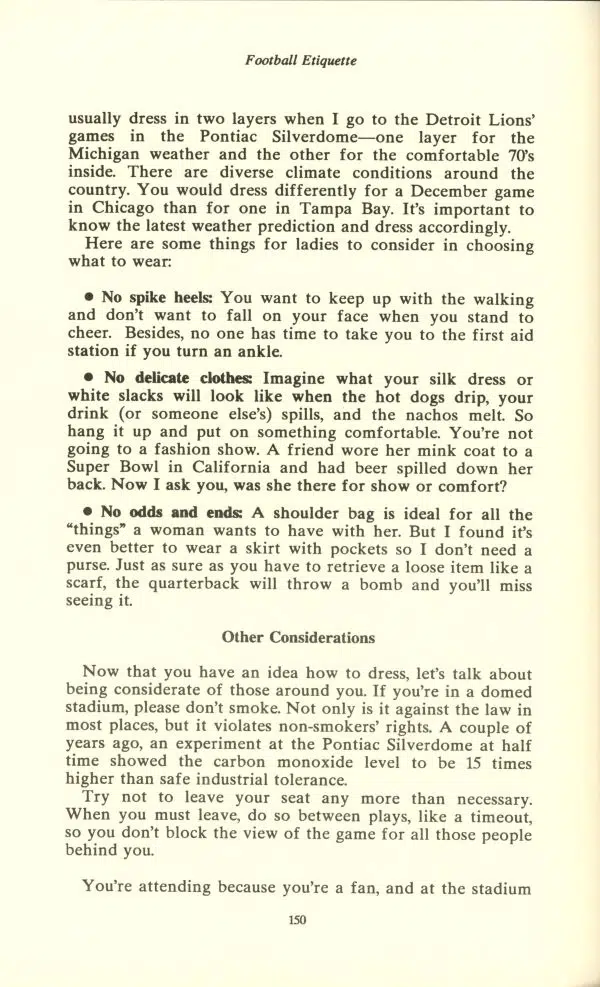 Football Etiquette
usually dress in two layers when I go to the Detroit Lions'
games in the Pontiac Silverdome—one layer for the
Michigan weather and the other for the comfortable 70's
inside. There are diverse climate conditions around the
country. You would dress differently for a December game
in Chicago than for one in Tampa Bay. It's important to
know the latest weather prediction and dress accordingly.
Here are some things for ladies to consider in choosing
what to wear:
• No spike heels: You want to keep up with the walking
and don't want to fall on your face when you stand to
cheer. Besides, no one has time to take you to the first aid
station if you turn an ankle.
• No delicate clothes: Imagine what your silk dress or
white slacks will look like when the hot dogs drip, your
drink (or someone else's) spills, and the nachos melt. So
hang it up and put on something comfortable. You're not
going to a fashion show. A friend wore her mink coat to a
Super Bowl in California and had beer spilled down her
back. Now I ask you, was she there for show or comfort?
• No odds and ends: A shoulder bag is ideal for all the
"things" a woman wants to have with her. But I found it's
even better to wear a skirt with pockets so I don't need a
purse. Just as sure as you have to retrieve a loose item like a
scarf, the quarterback will throw a bomb and you'll miss
seeing it.
Other Considerations
Now that you have an idea how to dress, let's talk about
being considerate of those around you. If you're in a domed
stadium, please don't smoke. Not only is it against the law in
most places, but it violates non-smokers' rights. A couple of
years ago, an experiment at the Pontiac Silverdome at half
time showed the carbon monoxide level to be 15 times
higher than safe industrial tolerance.
Try not to leave your seat any more than necessary.
When you must leave, do so between plays, like a timeout,
so you don't block the view of the game for all those people
behind you.
You're attending because you're a fan, and at the stadium
150